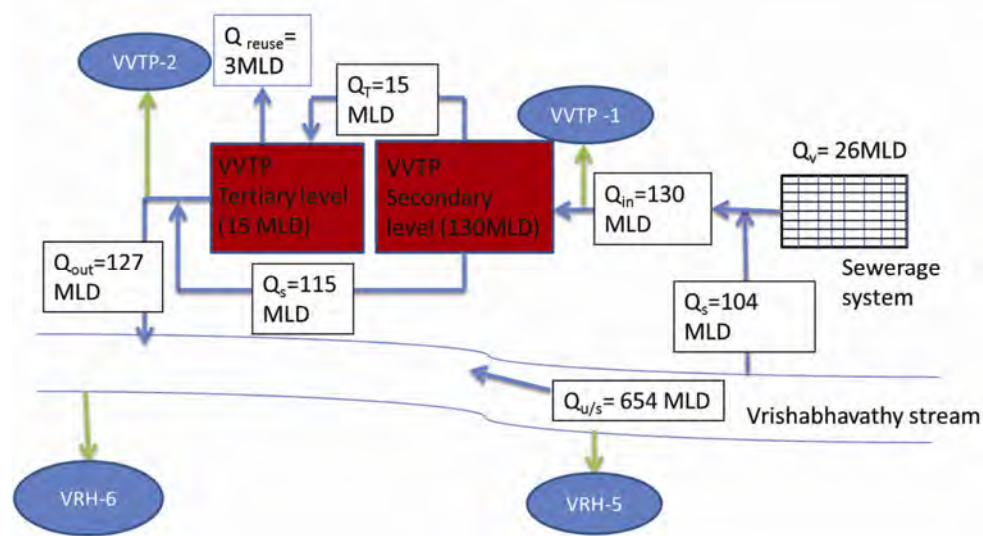 VVTP-2
Q reuse=
3MLD
QT=15
MLD
VVTP -1
Qv= 26MLD
VVTP
Tertiary level
(15 MLD)
VVTP
Secondary
level (130MLD)
Qin=130
MLD
Sewerage
system
Qout=127
MLD
Qs=115
MLD
Qs=104
MLD
Qu/s= 654 MLD
Vrishabhavathy stream
VRH-6
VRH-5